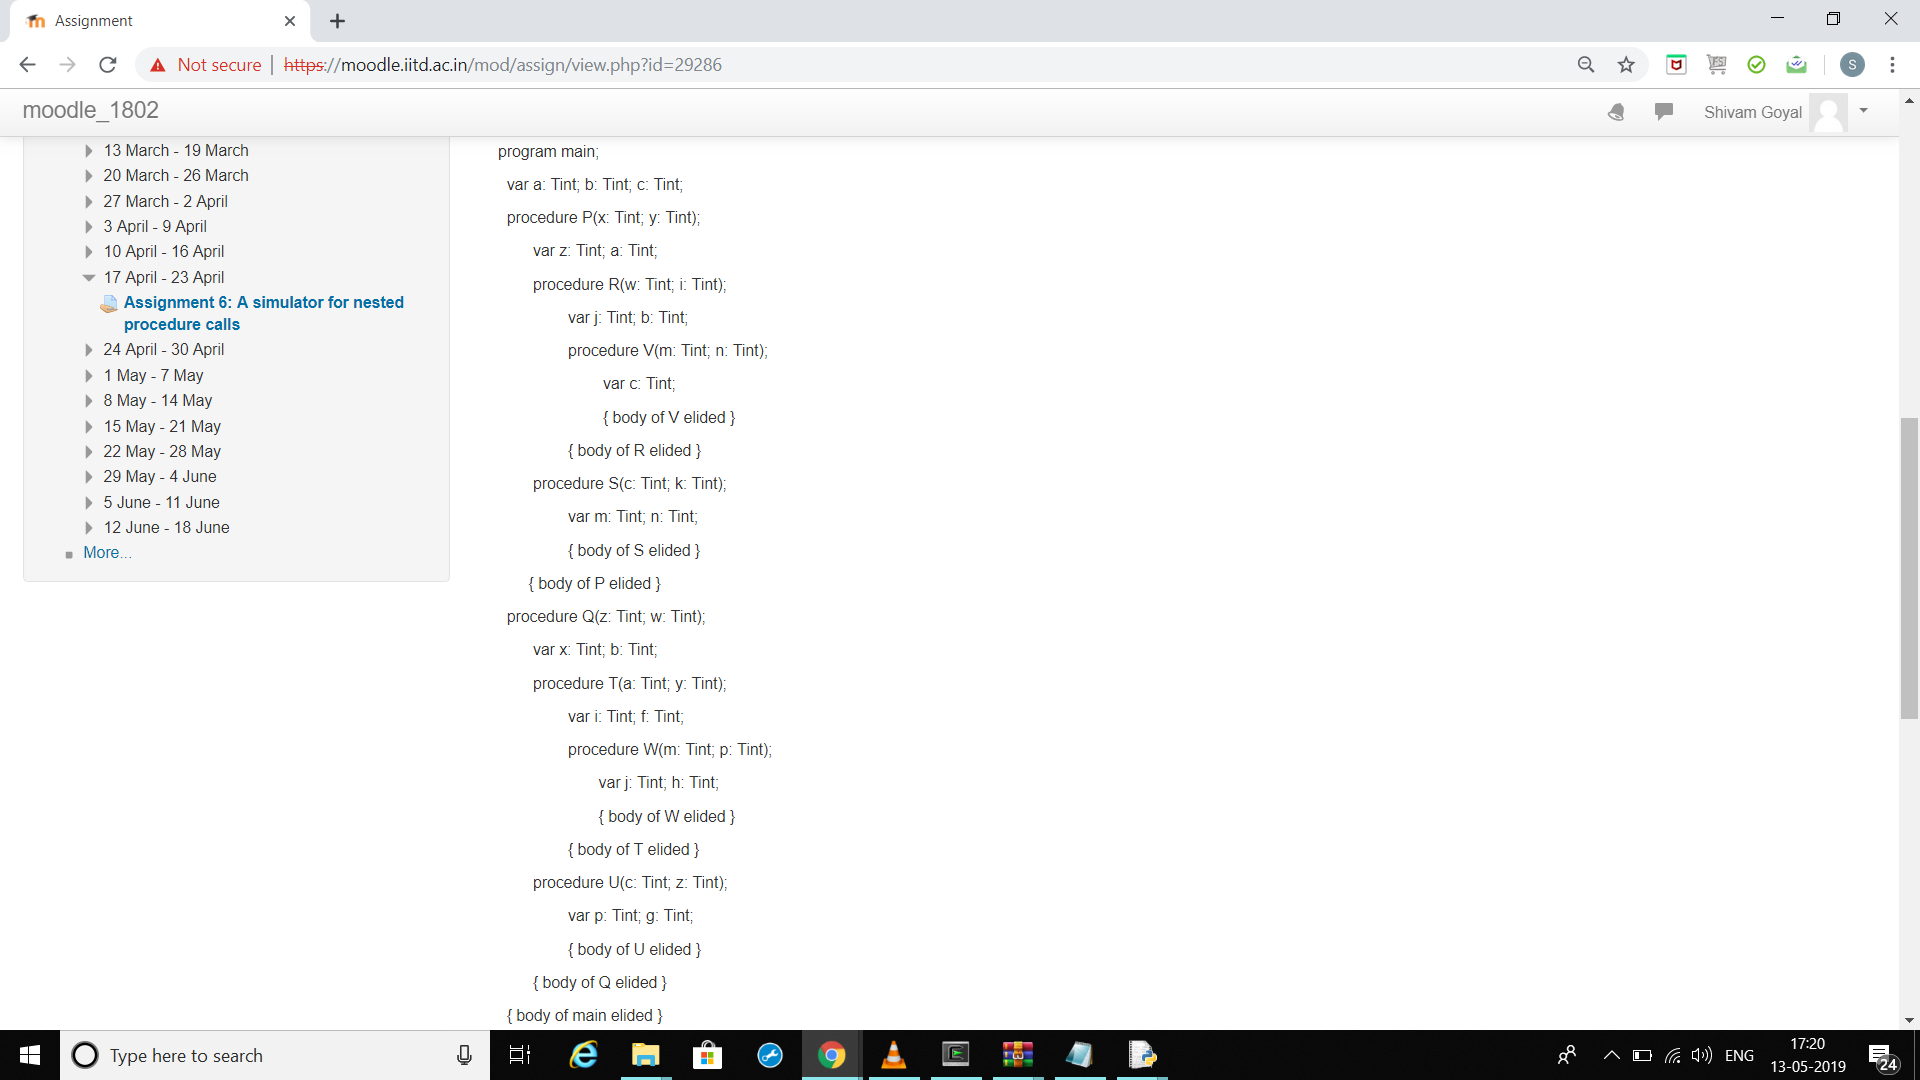 Assignment
Not secure | https://moodle.iitd.ac.in/mod/assign/view.php?id=29286
S
moodle_1802
Shivam Goyal
13 March - 19 March
20 March - 26 March
27 March - 2 April
3 April - 9 April
10 April - 16 April
17 April - 23 April
Assignment 6: A simulator for nested
procedure calls
24 April - 30 April
1 May - 7 May
8 May - 14 May
15 May - 21 May
22 May - 28 May
29 May - 4 June
5 June - 11 June
12 June - 18 June
More...
program main;
var a: Tint; b: Tint; c: Tint;
procedure P(x: Tint; y: Tint);
var z: Tint; a: Tint;
procedure R(w: Tint; i: Tint);
var j: Tint; b: Tint;
procedure V(m: Tint; n: Tint);
var c: Tint;
{ body of V elided }
{ body of R elided }
procedure S(c: Tint; k: Tint);
var m: Tint; n: Tint;
{ body of S elided }
{ body of P elided }
procedure Q(z: Tint; w: Tint);
var x: Tint; b: Tint;
procedure T(a: Tint; y: Tint);
var i: Tint; f: Tint;
procedure W(m: Tint; p: Tint);
var j: Tint; h: Tint;
{ body of W elided }
{ body of T elided }
procedure U(c: Tint; z: Tint);
var p: Tint; g: Tint;
{ body of U elided }
{ body of Q elided }
{ body of main elided }
Type here to search
ENG
17:20
13-05-2019
24